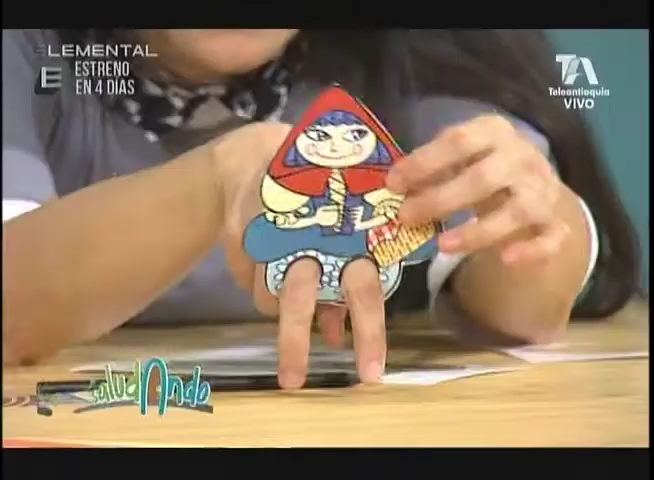 ELEMENTAL
E ESTRENO
EN 4 DÍAS
TA
Teleantioquia
VIVO
saludAndo